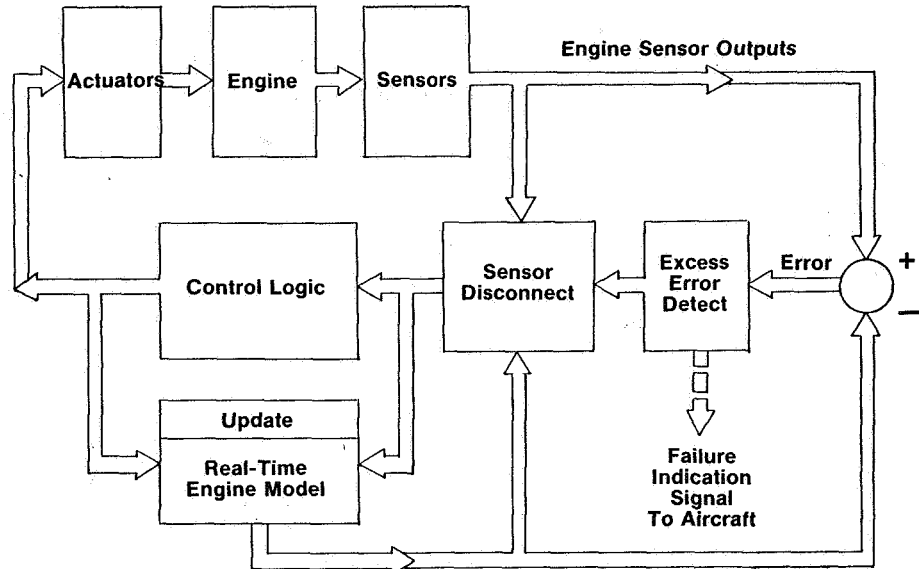 Engine Sensor Outputs
Actuators
Engine
Sensors
+
Error
−
Excess
Error
Detect
Sensor
Disconnect
Control Logic
Update
Real-Time
Engine Model
Failure
Indication
Signal
To Aircraft